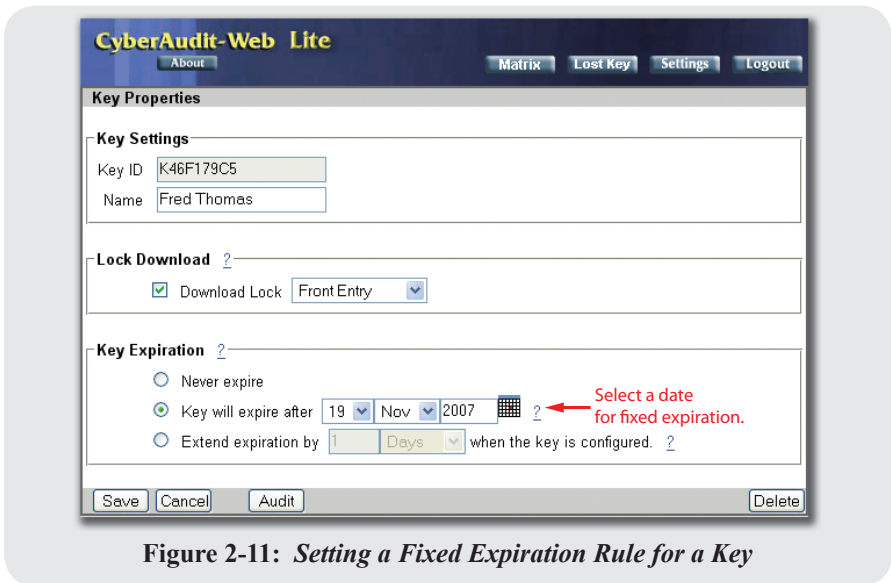 CyberAudit-Web Lite
About
Matrix Lost Key Settings Logout
Key Properties
Key Settings
Key ID K46F179C5
Name Fred Thomas
Lock Download ?
Download Lock Front Entry
Key Expiration ?
Never expire
Key will expire after 19 Nov 2007 ?
Select a date
for fixed expiration.
Extend expiration by 1 Days when the key is configured. ?
Save Cancel Audit Delete
Figure 2-11: Setting a Fixed Expiration Rule for a Key